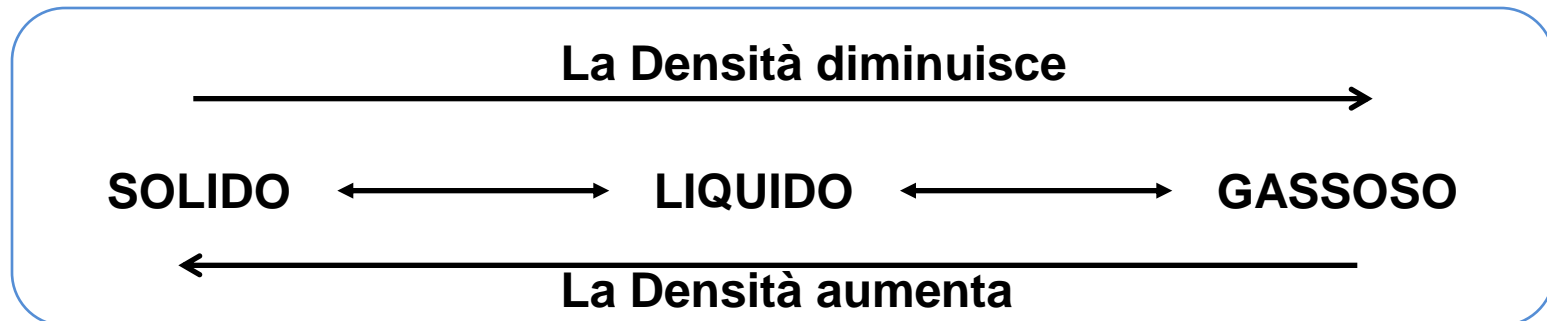 La Densità diminuisce
SOLIDO LIQUIDO GASSOSO
La Densità aumenta